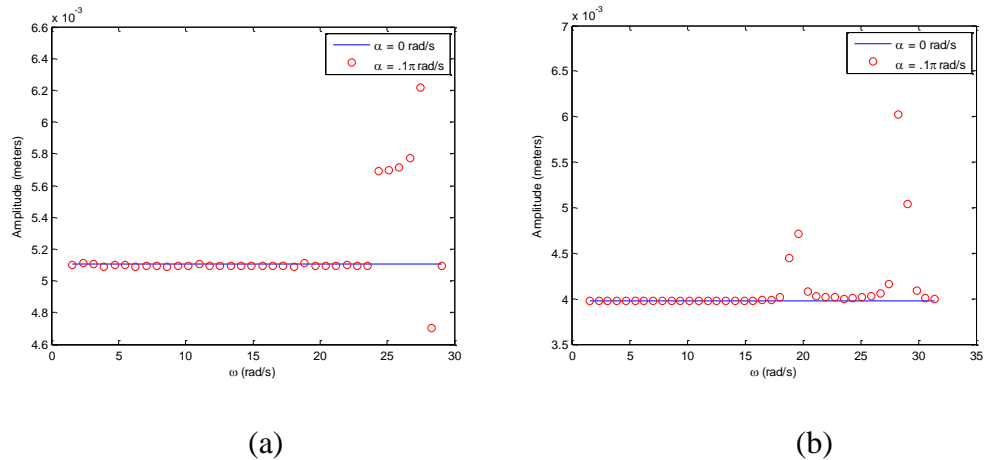 x 10⁻³
6.6
6.4
6.2
6
5.8
5.6
5.4
5.2
5
4.8
4.6
0 5 10 15 20 25 30
Amplitude (meters)
ω (rad/s)
α = 0 rad/s
α = .1π rad/s
(a)
x 10⁻³
7
6.5
6
5.5
5
4.5
4
3.5
0 5 10 15 20 25 30 35
Amplitude (meters)
ω (rad/s)
α = 0 rad/s
α = .1π rad/s
(b)